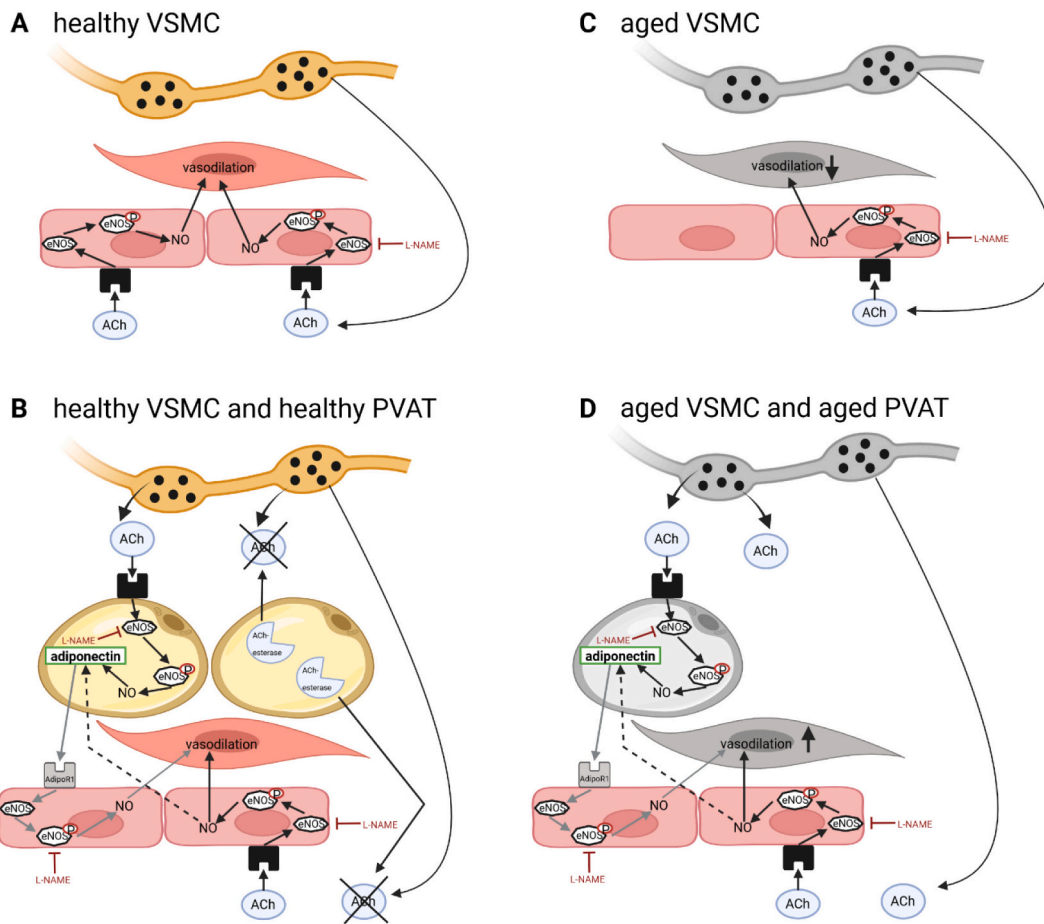 A healthy VSMC
vasodilation
eNOS
eNOS
P
NO
NO
eNOS
P
eNOS
L-NAME
ACh
ACh
C aged VSMC
vasodilation
NO
eNOS
P
eNOS
L-NAME
ACh
B healthy VSMC and healthy PVAT
ACh
ACh
L-NAME
eNOS
adiponectin
eNOS
P
NO
ACh-
esterase
ACh-
esterase
vasodilation
AdipoR1
eNOS
eNOS
P
NO
L-NAME
NO
eNOS
P
eNOS
L-NAME
ACh
ACh
D aged VSMC and aged PVAT
ACh
ACh
L-NAME
eNOS
adiponectin
eNOS
P
NO
vasodilation
AdipoR1
eNOS
eNOS
P
NO
L-NAME
NO
eNOS
P
eNOS
L-NAME
ACh
ACh